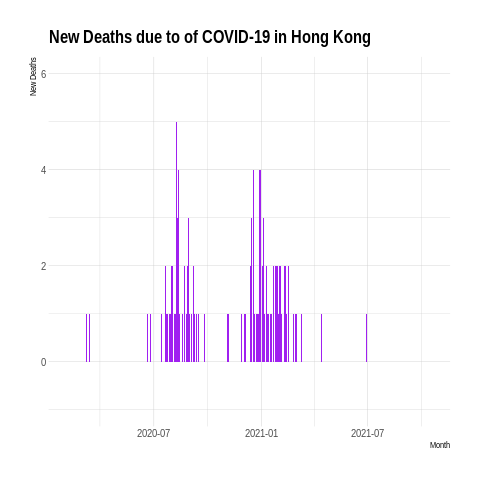 New Deaths due to of COVID-19 in Hong Kong
New Deaths
6
4
2
0
2020-07 2021-01 2021-07
Month